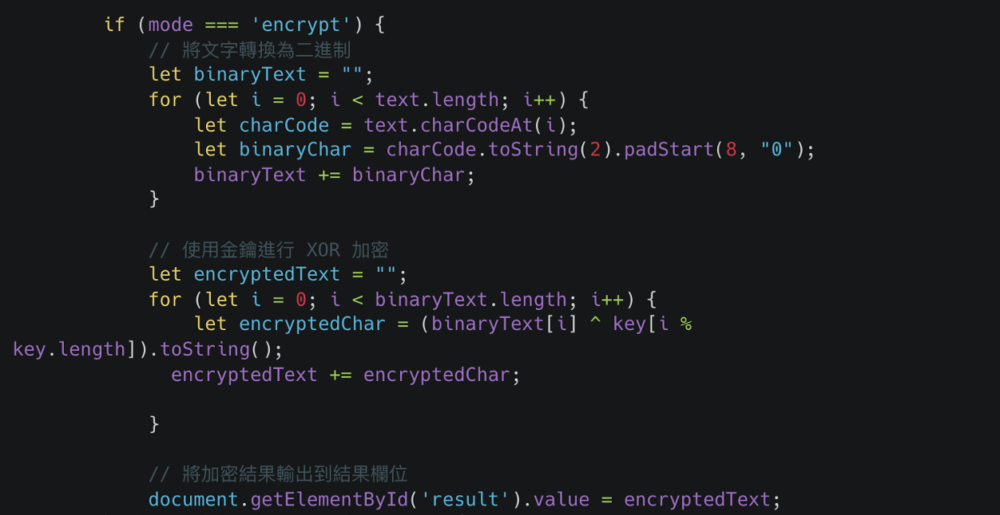 if (mode === 'encrypt') {
// 將文字轉換為二進制
let binaryText = "";
for (let i = 0; i < text.length; i++) {
let charCode = text.charCodeAt(i);
let binaryChar = charCode.toString(2).padStart(8, "0");
binaryText += binaryChar;
}
// 使用金鑰進行 XOR 加密
let encryptedText = "";
for (let i = 0; i < binaryText.length; i++) {
let encryptedChar = (binaryText[i] ^ key[i %
key.length]).toString();
encryptedText += encryptedChar;
}
// 將加密結果輸出到結果欄位
document.getElementById('result').value = encryptedText;